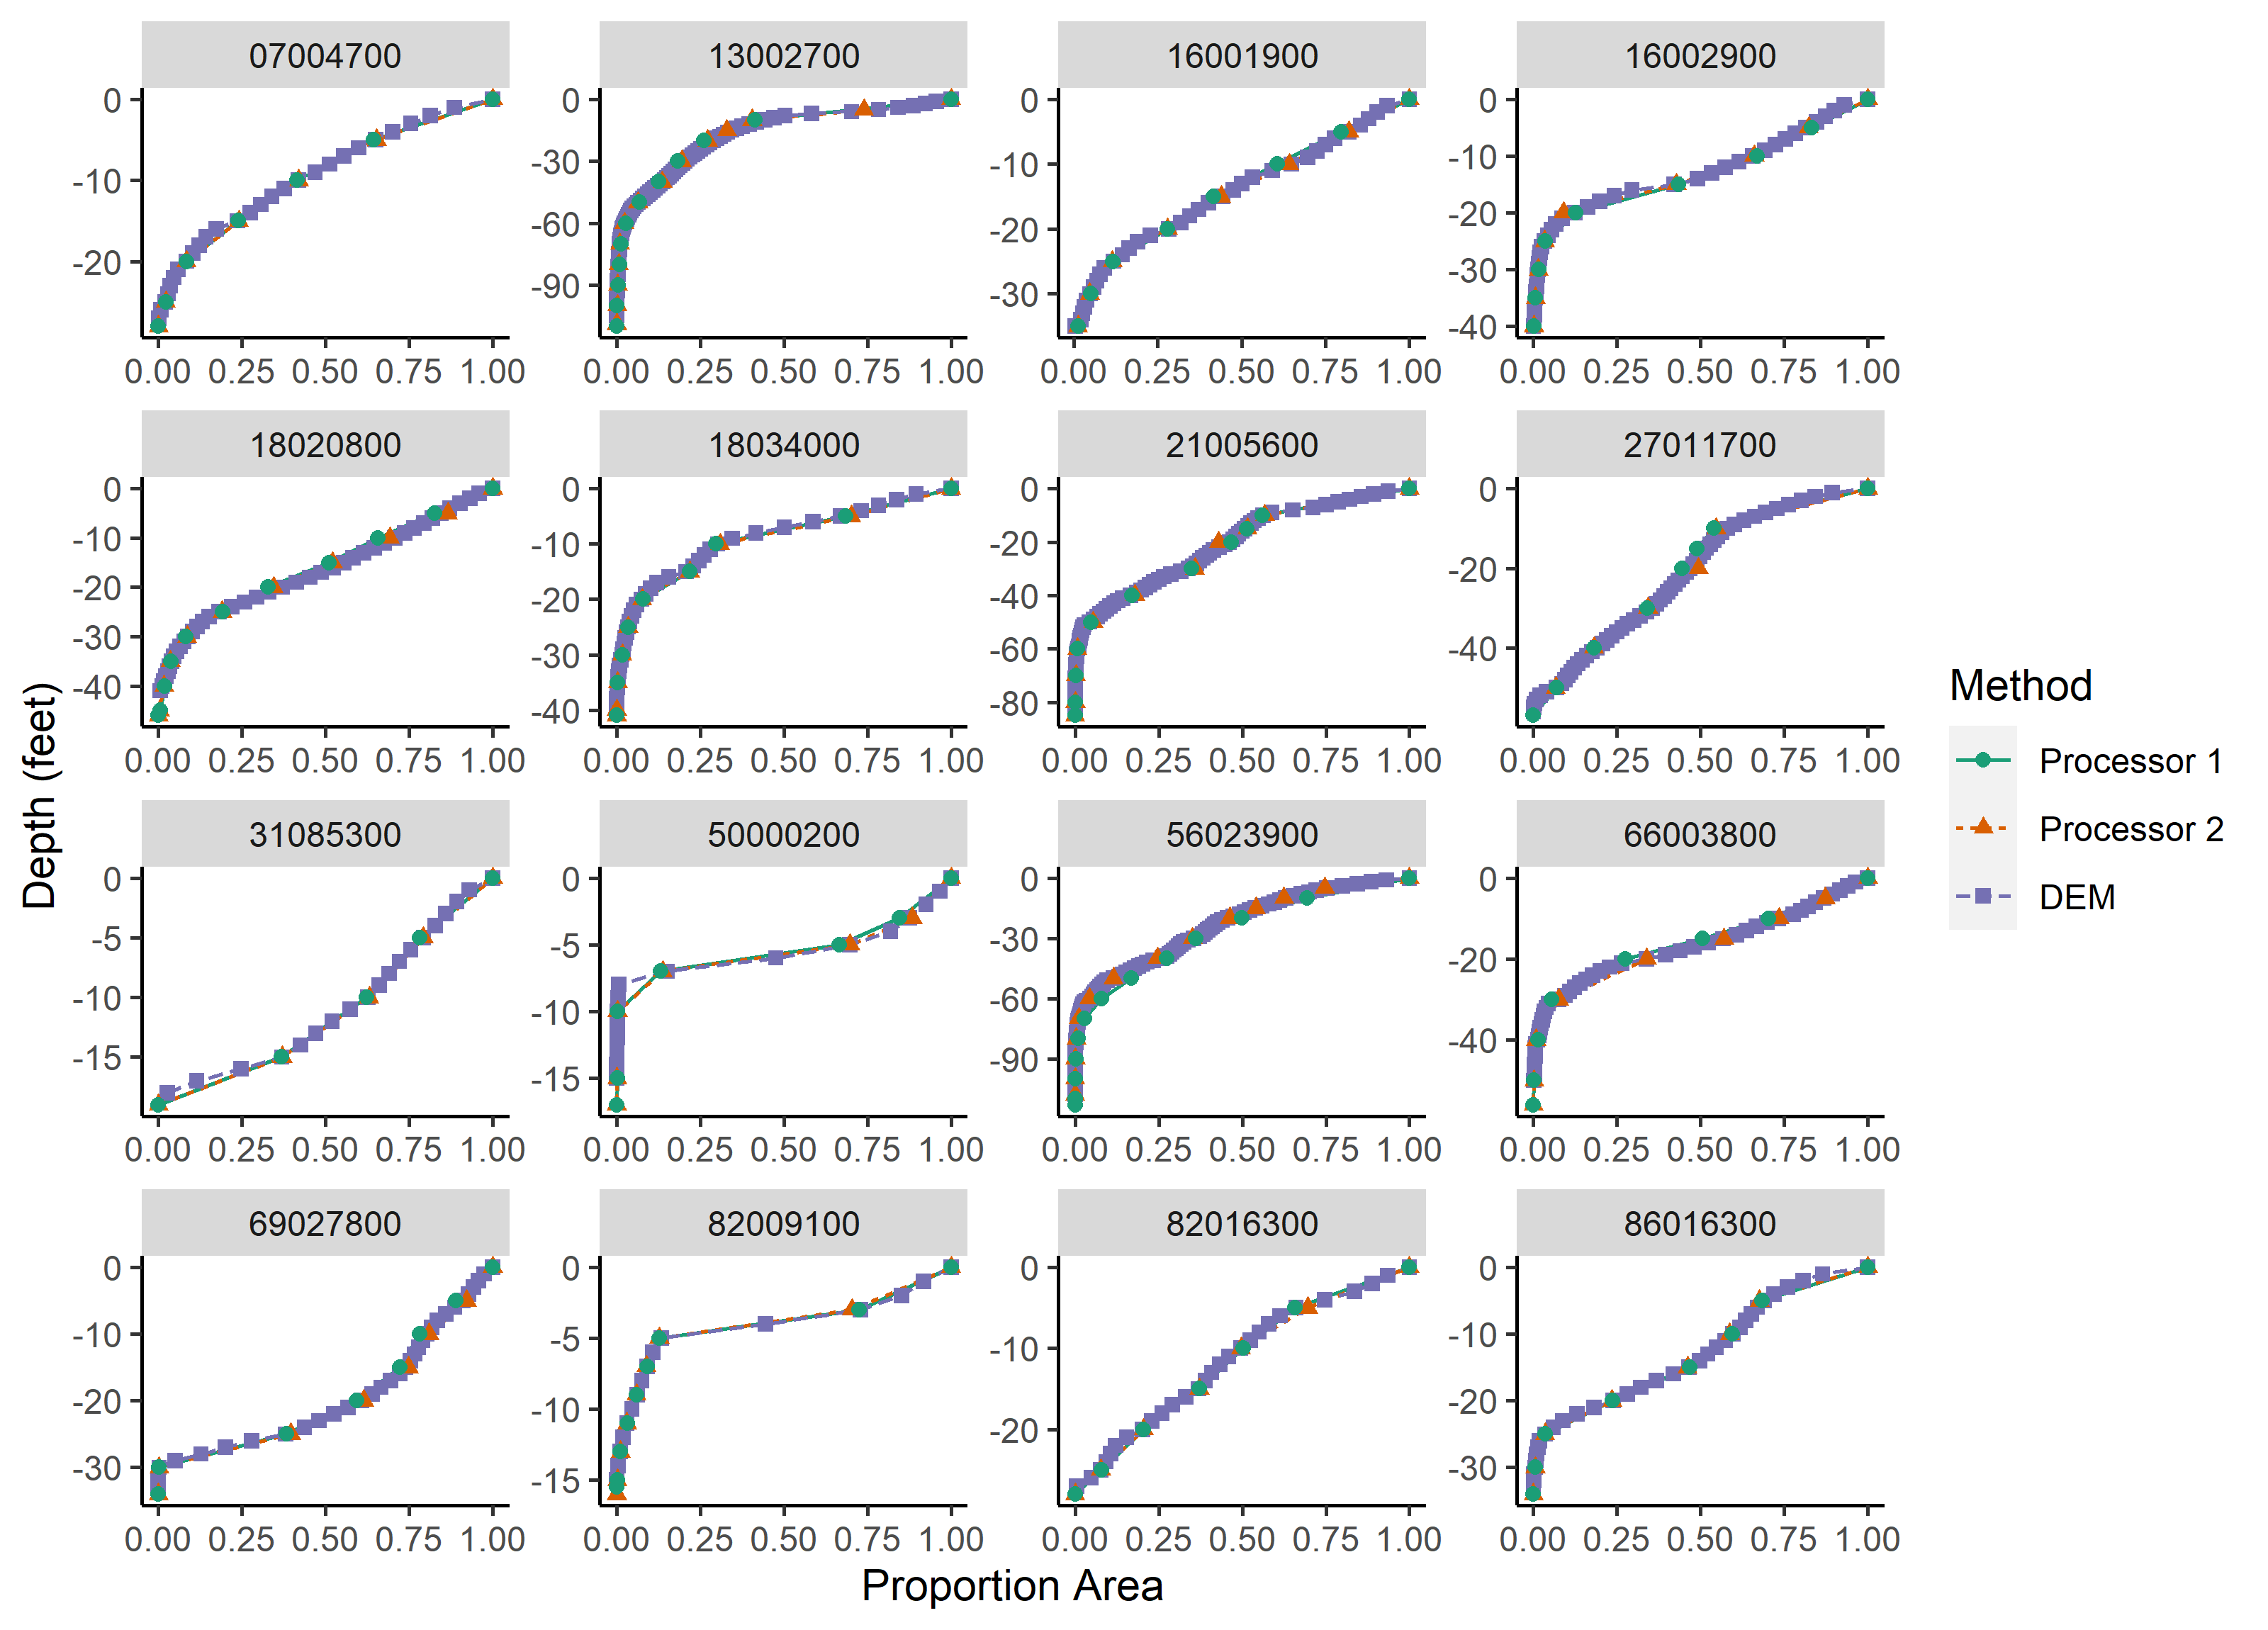 07004700 13002700 16001900 16002900
0 0 0 0
-10 -30 -10 -10
-20 -60 -20 -20
-90 -30 -30
-40
0.00 0.25 0.50 0.75 1.00 0.00 0.25 0.50 0.75 1.00 0.00 0.25 0.50 0.75 1.00 0.00 0.25 0.50 0.75 1.00
18020800 18034000 21005600 27011700
0 0 0 0
-10 -10 -20 -20
-20 -20 -40 -40
-30 -30 -60
-40 -40 -80
0.00 0.25 0.50 0.75 1.00 0.00 0.25 0.50 0.75 1.00 0.00 0.25 0.50 0.75 1.00 0.00 0.25 0.50 0.75 1.00
Depth (feet)
31085300 50000200 56023900 66003800
0 0 0 0
-5 -5 -30 -20
-10 -10 -60 -40
-15 -15 -90
0.00 0.25 0.50 0.75 1.00 0.00 0.25 0.50 0.75 1.00 0.00 0.25 0.50 0.75 1.00 0.00 0.25 0.50 0.75 1.00
69027800 82009100 82016300 86016300
0 0 0 0
-10 -5 -10 -10
-20 -10 -20 -20
-30 -15 -30
0.00 0.25 0.50 0.75 1.00 0.00 0.25 0.50 0.75 1.00 0.00 0.25 0.50 0.75 1.00 0.00 0.25 0.50 0.75 1.00
Proportion Area
Method
Processor 1
Processor 2
DEM